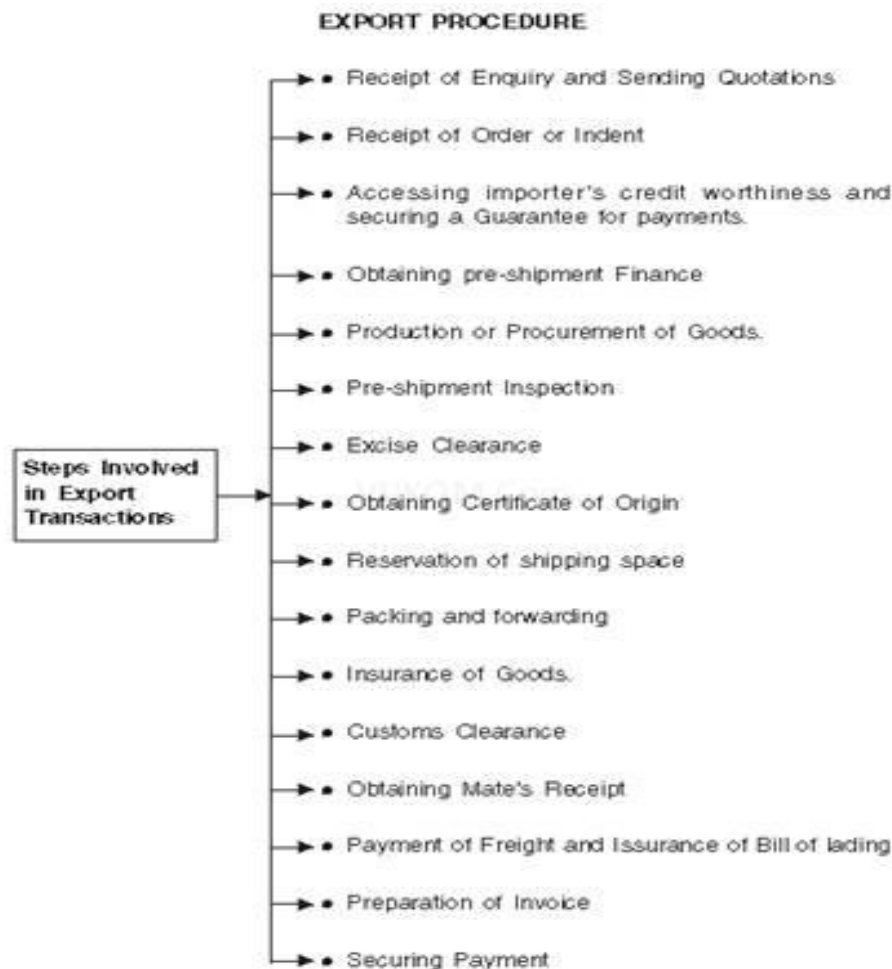 EXPORT PROCEDURE
• Receipt of Enquiry and Sending Quotations
• Receipt of Order or Indent
• Accessing importer's credit worthiness and
securing a Guarantee for payments.
• Obtaining pre-shipment Finance
• Production or Procurement of Goods.
• Pre-shipment Inspection
• Excise Clearance
Steps Involved
in Export
Transactions
• Obtaining Certificate of Origin
• Reservation of shipping space
• Packing and forwarding
• Insurance of Goods.
• Customs Clearance
• Obtaining Mate's Receipt
• Payment of Freight and Issurance of Bill of lading
• Preparation of Invoice
• Securing Payment